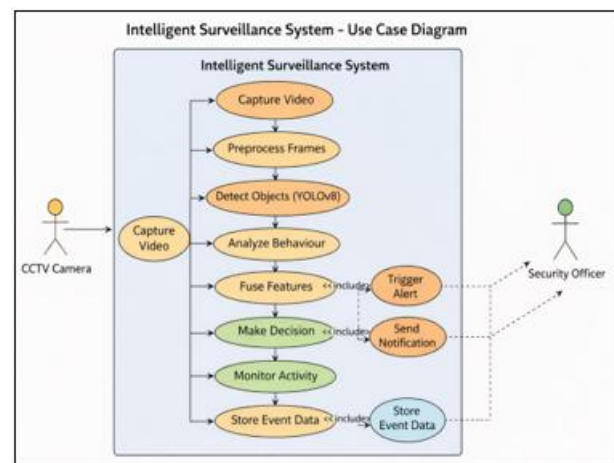 Intelligent Surveillance System – Use Case Diagram
Intelligent Surveillance System
Capture Video
Preprocess Frames
Detect Objects (YOLOv8)
Capture
Video
CCTV Camera
Analyze Behaviour
Fuse Features
<< include>
Trigger
Alert
Security Officer
Make Decision
<< include>
Send
Notification
Monitor Activity
Store Event Data
<< include>
Store
Event Data